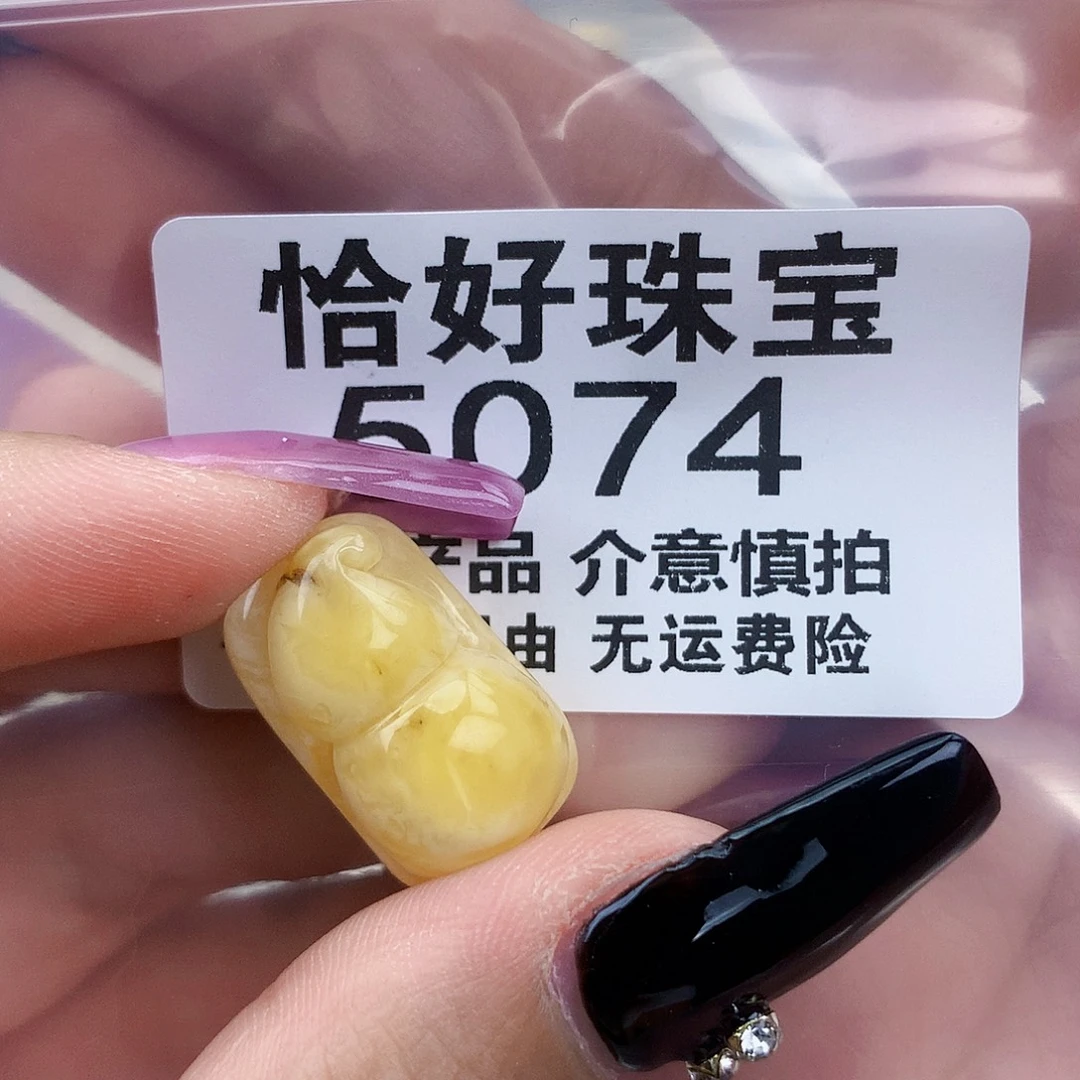 恰好珠宝
5074
品 介意慎拍
由 无运费险